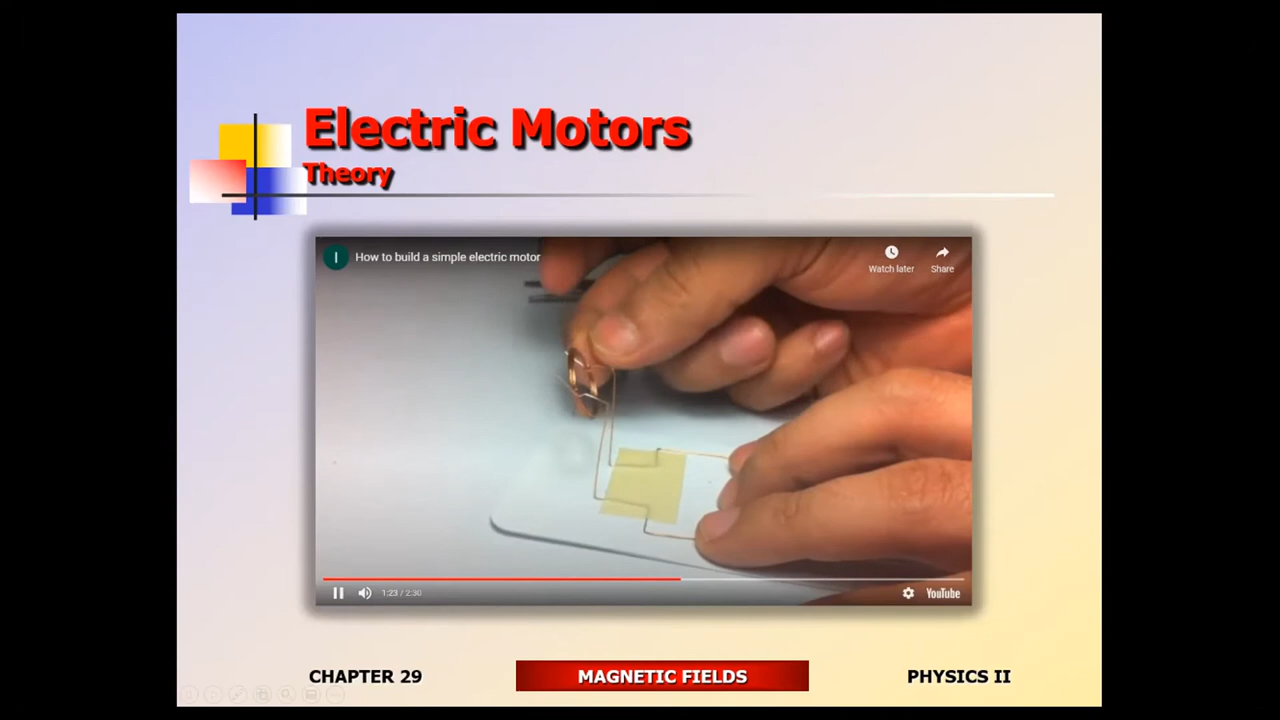 Electric Motors
Theory
I
How to build a simple electric motor
Watch later
Share
1:23 / 2:30
YouTube
CHAPTER 29
MAGNETIC FIELDS
PHYSICS II